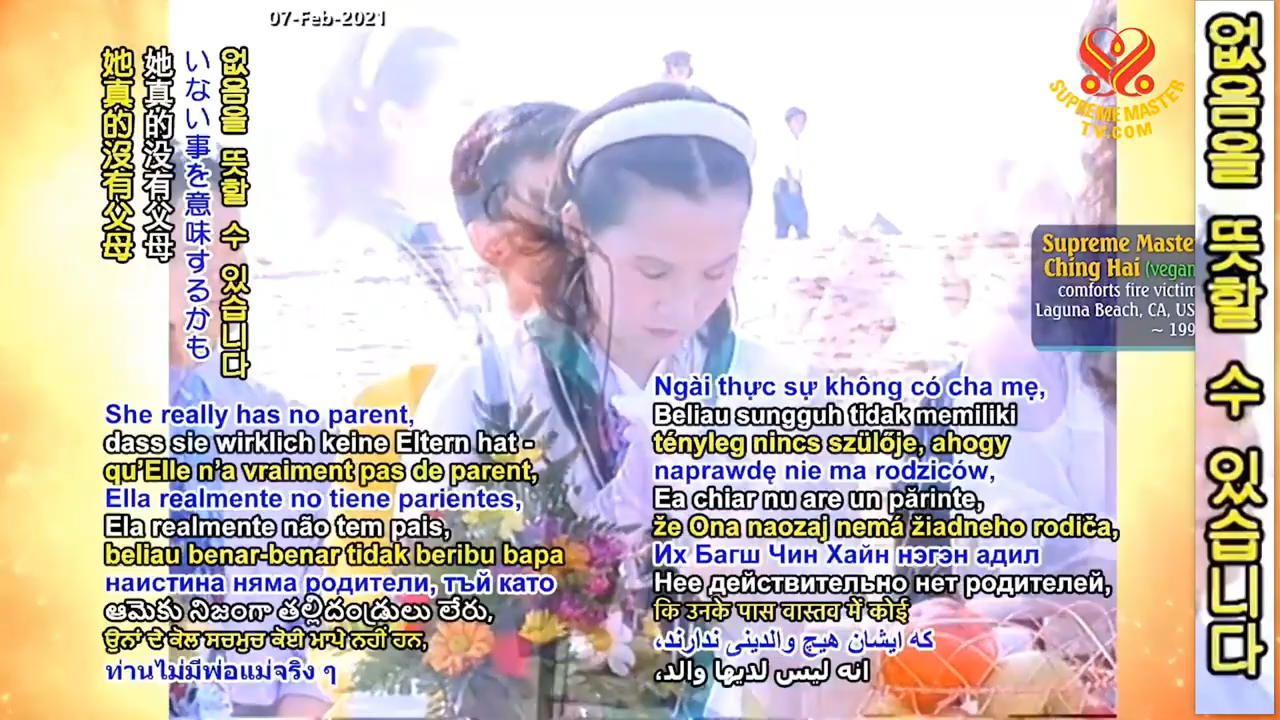 07-Feb-2021
SUPREME MASTER
TV.COM
없음을 뜻할 수 있습니다
いない事を意味するかも
她真的没有父母
她真的沒有父母
없음을 뜻할 수 있습니다
Supreme Maste
Ching Hai (vegan
comforts fire victim
Laguna Beach, CA, US
~ 199
She really has no parent,
dass sie wirklich keine Eltern hat -
qu'Elle n'a vraiment pas de parent,
Ella realmente no tiene parientes,
Ela realmente não tem pais,
beliau benar-benar tidak beribu bapa
наистина няма родители, тъй като
ఆమెకు నిజంగా తల్లిదండ్రులు లేరు,
ਉਨਾਂ ਦੇ ਕੋਲ ਸਚਮੁਚ ਕੋਈ ਮਾਪੇ ਨਹੀਂ ਹਨ,
ท่านไม่มีพ่อแม่จริง ๆ
Ngài thực sự không có cha mẹ,
Beliau sungguh tidak memiliki
tényleg nincs szülője, ahogy
naprawdę nie ma rodziców,
Ea chiar nu are un părinte,
že Ona naozaj nemá žiadneho rodiča,
Их Багш Чин Хайн нэгэн адил
Нее действительно нет родителей,
कि उनके पास वास्तव में कोई
که ایشان هیچ والدینی ندارند،
انه ليس لديها والد،